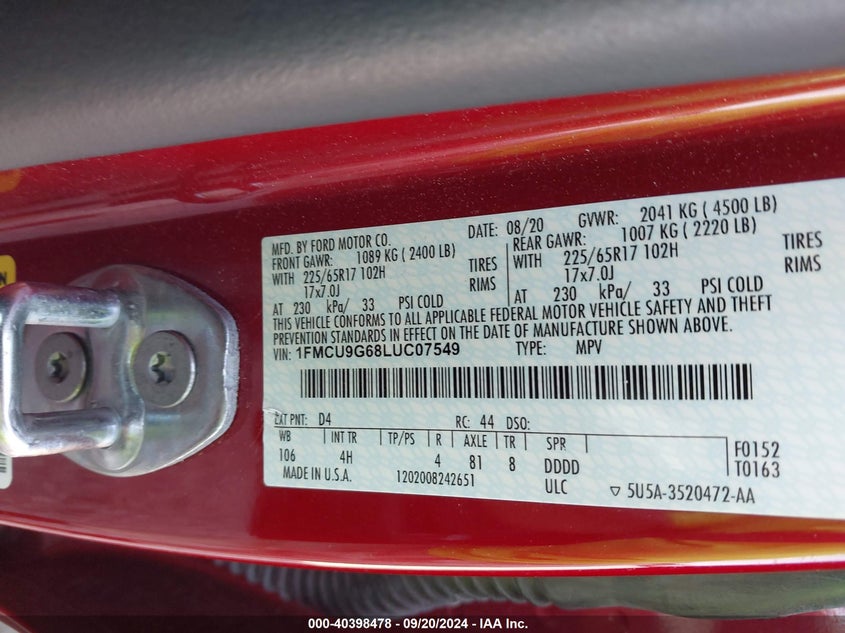 MFD. BY FORD MOTOR CO. DATE: 08/20 GVWR: 2041 KG ( 4500 LB)
FRONT GAWR: 1089 KG ( 2400 LB) REAR GAWR: 1007 KG ( 2220 LB)
WITH 225/65R17 102H TIRES WITH 225/65R17 102H TIRES
17x7.0J RIMS 17x7.0J RIMS
AT 230 kPa/ 33 PSI COLD AT 230 kPa/ 33 PSI COLD
THIS VEHICLE CONFORMS TO ALL APPLICABLE FEDERAL MOTOR VEHICLE SAFETY AND THEFT
PREVENTION STANDARDS IN EFFECT ON THE DATE OF MANUFACTURE SHOWN ABOVE.
VIN: 1FMCU9G68LUC07549 TYPE: MPV
EXT PNT: D4 RC: 44 DSO:
WB INT TR TP/PS R AXLE TR SPR F0152
106 4H 4 81 8 DDDD T0163
MADE IN U.S.A. 1202008242651 ULC ▽ 5U5A-3520472-AA
000-40398478 - 09/20/2024 - IAA Inc.